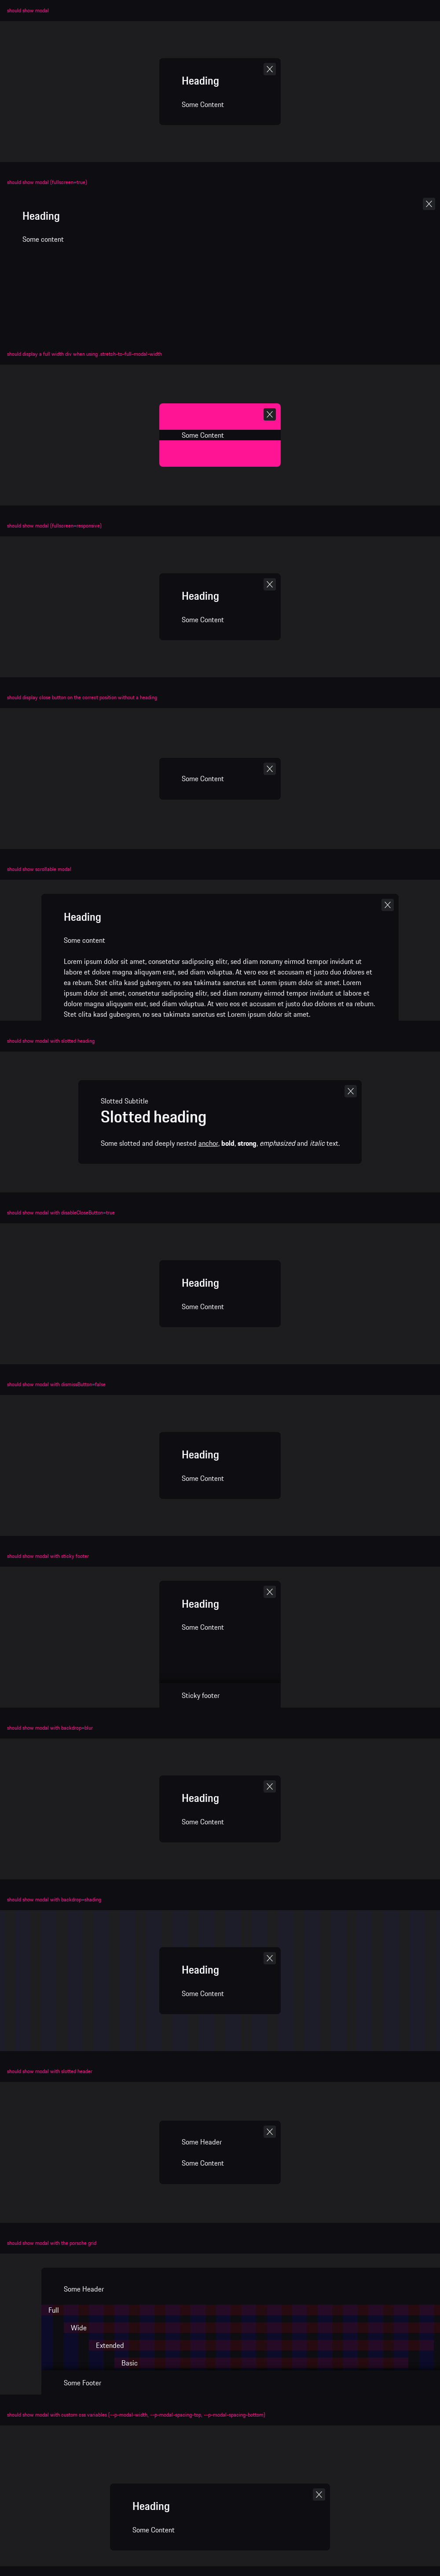 should show modal
Heading
Some Content
should show modal (fullscreen=true)
Heading
Some content
should display a full width div when using .stretch-to-full-modal-width
Some Content
should show modal (fullscreen=responsive)
Heading
Some Content
should display close button on the correct position without a heading
Some Content
should show scrollable modal
Heading
Some content
Lorem ipsum dolor sit amet, consetetur sadipscing elitr, sed diam nonumy eirmod tempor invidunt ut
labore et dolore magna aliquyam erat, sed diam voluptua. At vero eos et accusam et justo duo dolores et
ea rebum. Stet clita kasd gubergren, no sea takimata sanctus est Lorem ipsum dolor sit amet. Lorem
ipsum dolor sit amet, consetetur sadipscing elitr, sed diam nonumy eirmod tempor invidunt ut labore et
dolore magna aliquyam erat, sed diam voluptua. At vero eos et accusam et justo duo dolores et ea rebum.
Stet clita kasd gubergren, no sea takimata sanctus est Lorem ipsum dolor sit amet.
should show modal with slotted heading
Slotted Subtitle
Slotted heading
Some slotted and deeply nested anchor, bold, strong, emphasized and italic text.
should show modal with disableCloseButton=true
Heading
Some Content
should show modal with dismissButton=false
Heading
Some Content
should show modal with sticky footer
Heading
Some Content
Sticky footer
should show modal with backdrop=blur
Heading
Some Content
should show modal with backdrop=shading
Heading
Some Content
should show modal with slotted header
Some Header
Some Content
should show modal with the porsche grid
Some Header
Full
Wide
Extended
Basic
Some Footer
should show modal with custom css variables (--p-modal-width, --p-modal-spacing-top, --p-modal-spacing-bottom)
Heading
Some Content